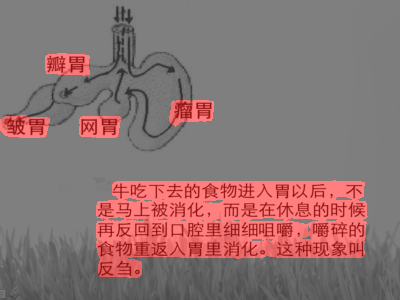 瓣胃
瘤胃
皱胃
网胃
牛吃下去的食物进入胃以后，不
是马上被消化，而是在休息的时候
再反回到口腔里细细咀嚼，嚼碎的
食物重返入胃里消化。这种现象叫
反刍。